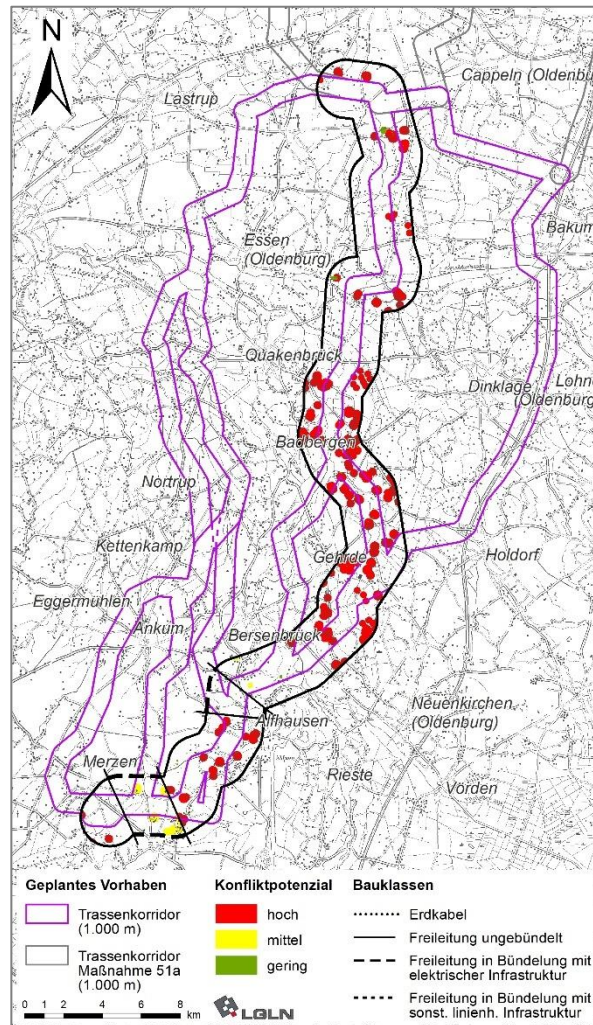 N
Cappeln (Oldenbu
Lastrup
Bakum
Essen
(Oldenburg)
Quakenbrück
Dinklage
Lohne
(Oldenburg
Badbergen
Nortrup
Kettenkamp
Gehrde
Holdorf
Eggermühlen
Ankum
Bersenbrück
Neuenkirchen
(Oldenburg)
Alfhausen
Merzen
Rieste
Vörden
Geplantes Vorhaben
Trassenkorridor
(1.000 m)
Trassenkorridor
Maßnahme 51a
(1.000 m)
0 2 4 8
km
Konfliktpotenzial
hoch
mittel
gering
LGLN
Bauklassen
Erdkabel
Freileitung ungebündelt
Freileitung in Bündelung mit
elektrischer Infrastruktur
Freileitung in Bündelung mit
sonst. linienh. Infrastruktur